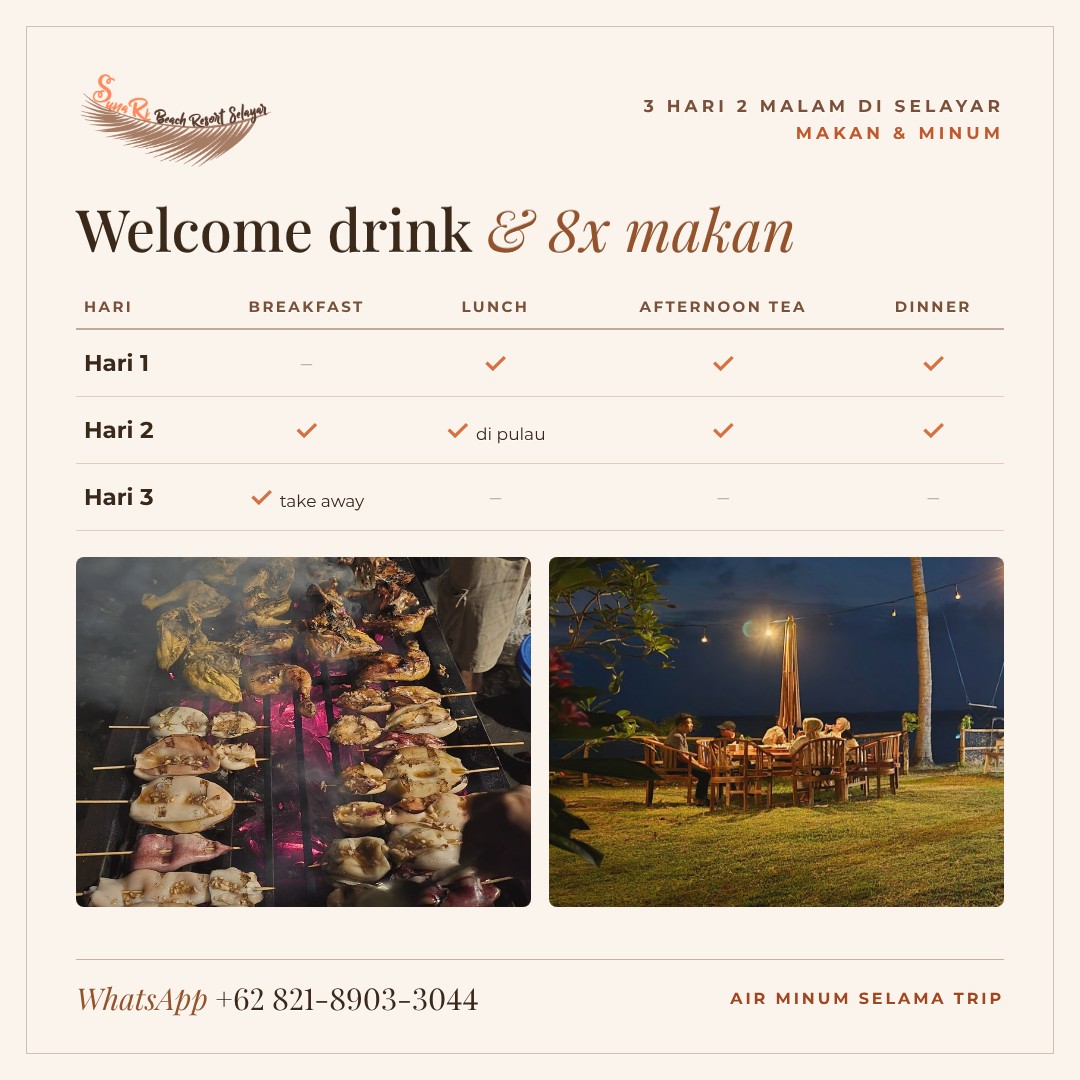 SunaRi Beach Resort Selayar
3 HARI 2 MALAM DI SELAYAR
MAKAN & MINUM
Welcome drink & 8x makan
HARI BREAKFAST LUNCH AFTERNOON TEA DINNER
Hari 1 – ✓ ✓ ✓
Hari 2 ✓ ✓ di pulau ✓ ✓
Hari 3 ✓ take away – – –
WhatsApp +62 821-8903-3044
AIR MINUM SELAMA TRIP